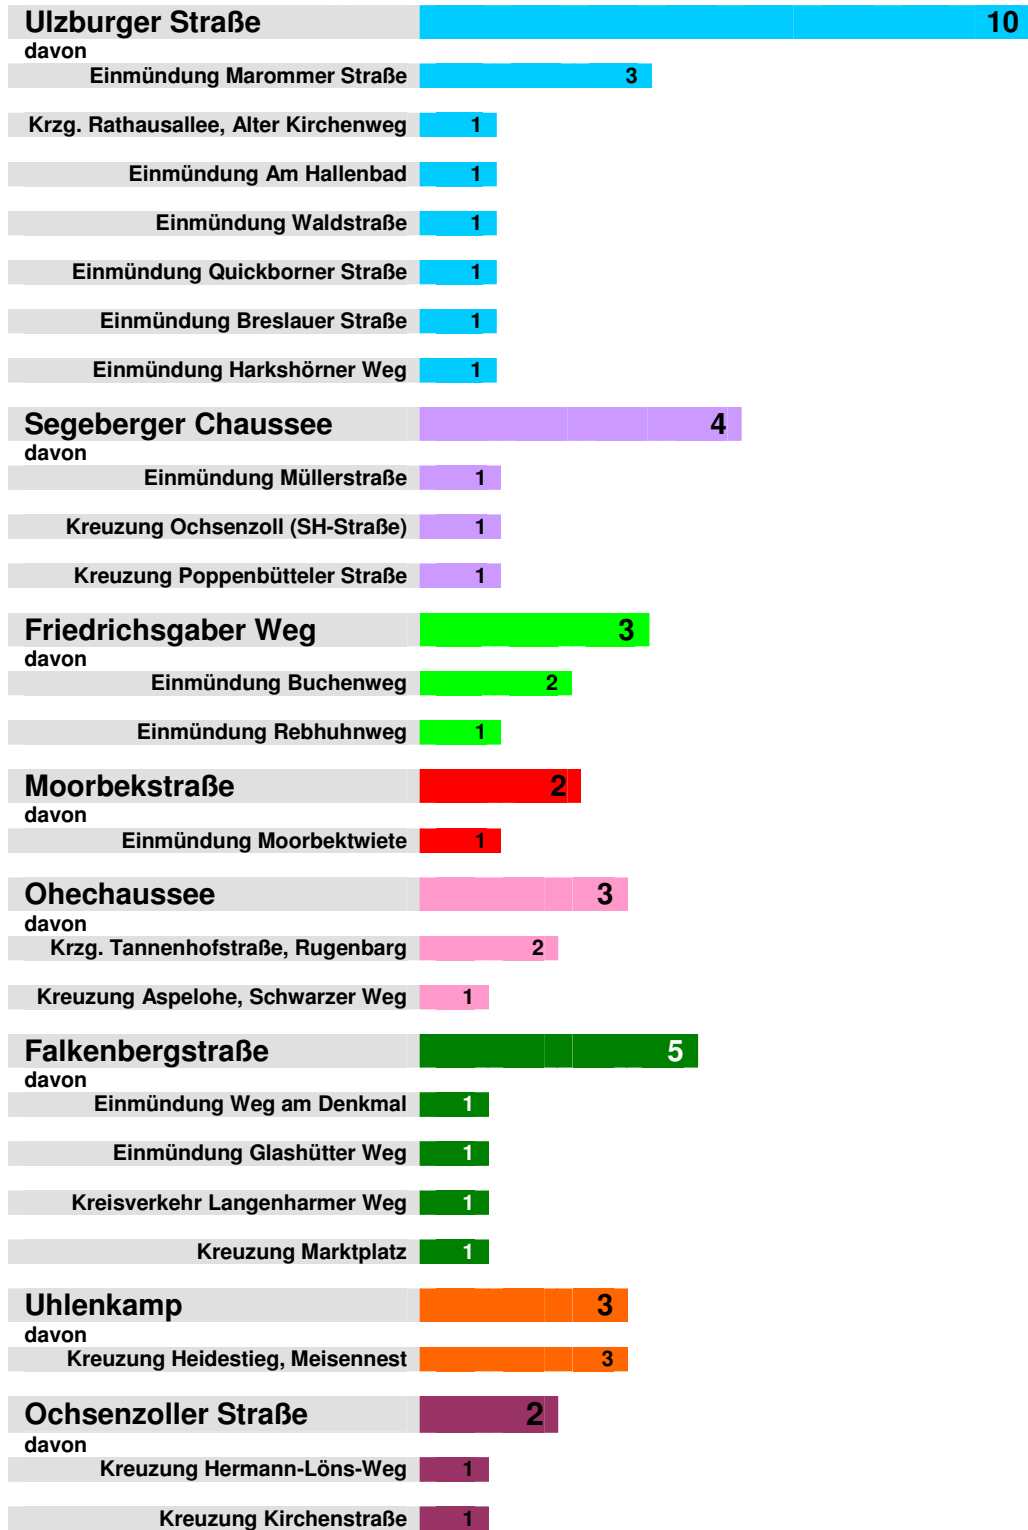 Ulzburger Straße 10
davon
Einmündung Marommer Straße 3
Krzg. Rathausallee, Alter Kirchenweg 1
Einmündung Am Hallenbad 1
Einmündung Waldstraße 1
Einmündung Quickborner Straße 1
Einmündung Breslauer Straße 1
Einmündung Harkshörner Weg 1
Segeberger Chaussee 4
davon
Einmündung Müllerstraße 1
Kreuzung Ochsenzoll (SH-Straße) 1
Kreuzung Poppenbütteler Straße 1
Friedrichsgaber Weg 3
davon
Einmündung Buchenweg 2
Einmündung Rebhuhnweg 1
Moorbekstraße 2
davon
Einmündung Moorbektwiete 1
Ohechaussee 3
davon
Krzg. Tannenhofstraße, Rugenbarg 2
Kreuzung Aspelohe, Schwarzer Weg 1
Falkenbergstraße 5
davon
Einmündung Weg am Denkmal 1
Einmündung Glashütter Weg 1
Kreisverkehr Langenharmer Weg 1
Kreuzung Marktplatz 1
Uhlenkamp 3
davon
Kreuzung Heidestieg, Meisennest 3
Ochsenzoller Straße 2
davon
Kreuzung Hermann-Löns-Weg 1
Kreuzung Kirchenstraße 1